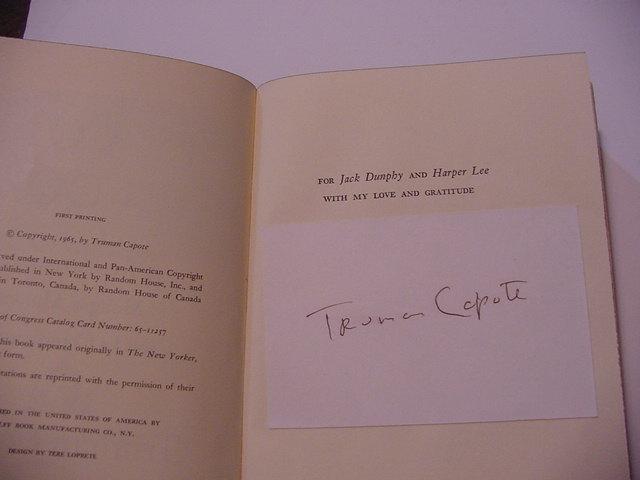 FIRST PRINTING
© Copyright, 1965, by Truman Capote
ved under International and Pan-American Copyright
ablished in New York by Random House, Inc., and
in Toronto, Canada, by Random House of Canada
of Congress Catalog Card Number: 65-11257
his book appeared originally in The New Yorker,
form.
tations are reprinted with the permission of their
ED IN THE UNITED STATES OF AMERICA BY
LFF BOOK MANUFACTURING CO., N.Y.
DESIGN BY TERE LOPRETE
FOR Jack Dunphy AND Harper Lee
WITH MY LOVE AND GRATITUDE
Truman Capote